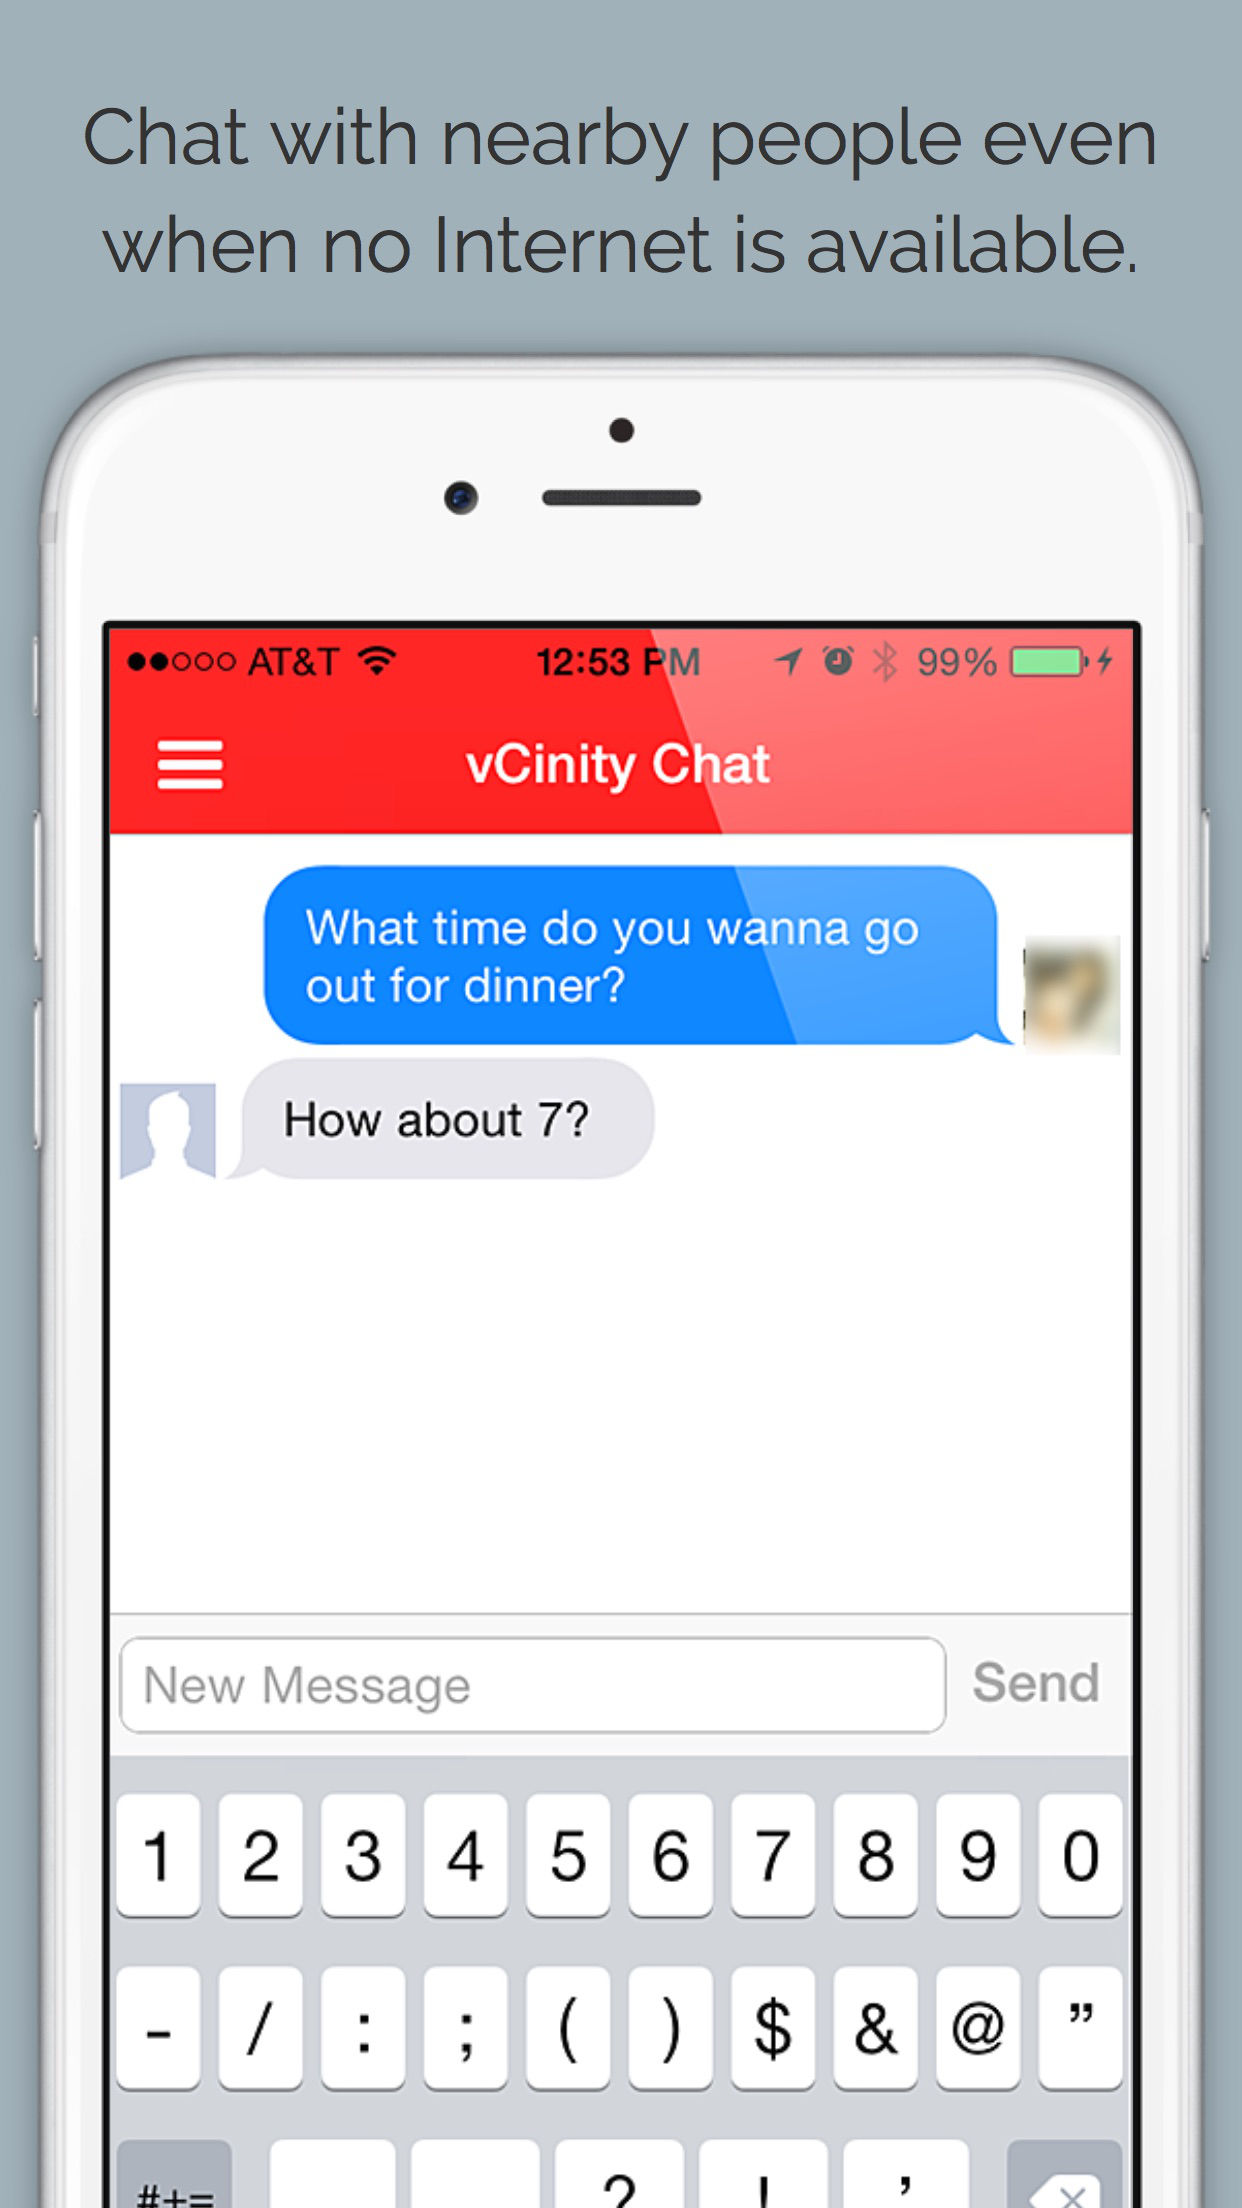 Chat with nearby people even
when no Internet is available.
AT&T 12:53 PM 99%
vCinity Chat
What time do you wanna go
out for dinner?
How about 7?
New Message Send
1 2 3 4 5 6 7 8 9 0
- / : ; ( ) $ & @ ”
#+= ? ! ’